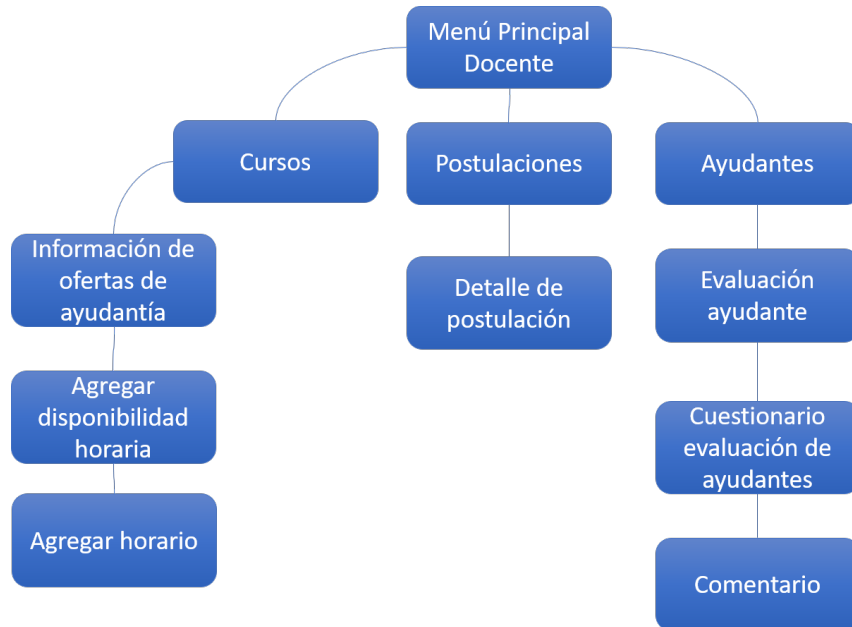 Menú Principal
Docente
Cursos
Postulaciones
Ayudantes
Información de
ofertas de
ayudantía
Detalle de
postulación
Evaluación
ayudante
Agregar
disponibilidad
horaria
Cuestionario
evaluación de
ayudantes
Agregar horario
Comentario